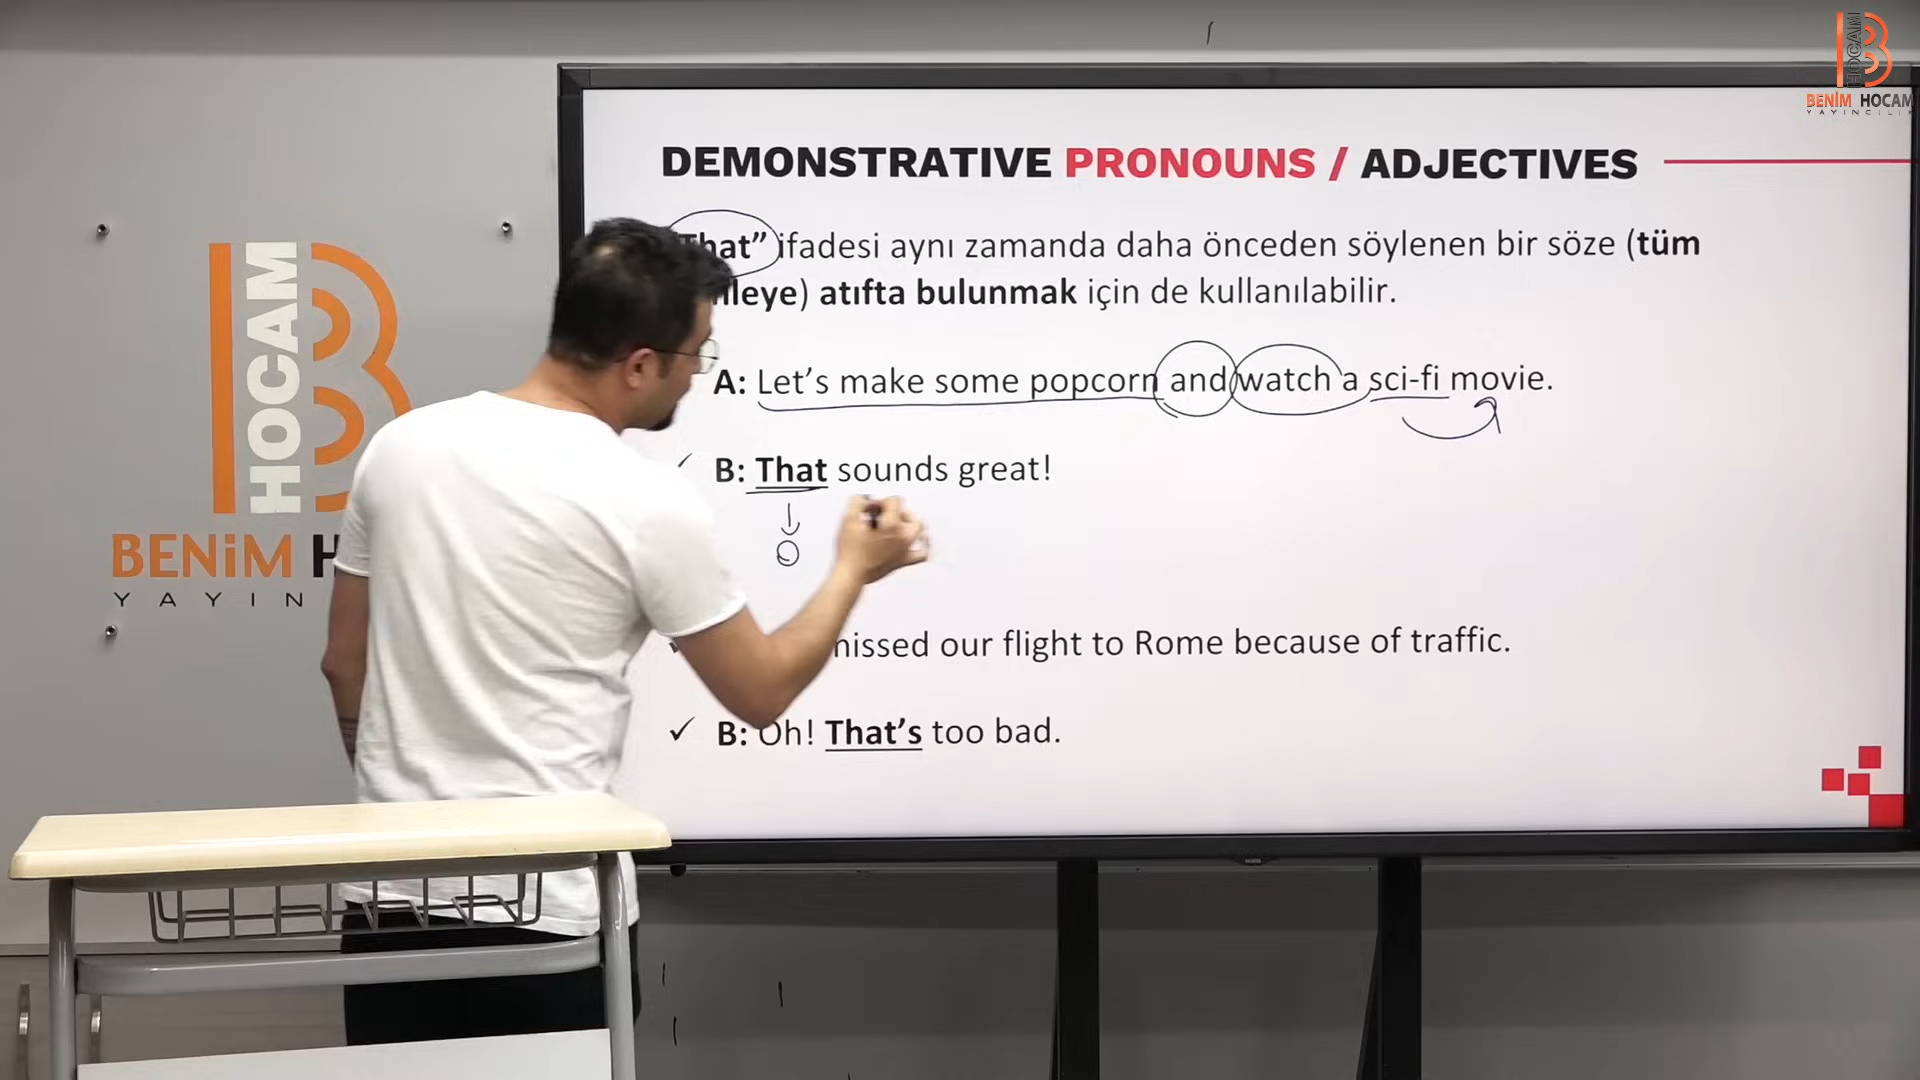 HOCAM
BENİM HOCAM
YAYINCILIK
DEMONSTRATIVE PRONOUNS / ADJECTIVES
That” ifadesi aynı zamanda daha önceden söylenen bir söze (tüm
leye) atıfta bulunmak için de kullanılabilir.
A: Let’s make some popcorn and watch a sci-fi movie.
✓ B: That sounds great!
O
missed our flight to Rome because of traffic.
✓ B: Oh! That’s too bad.
HOCAM
BENİM H
YAYIN